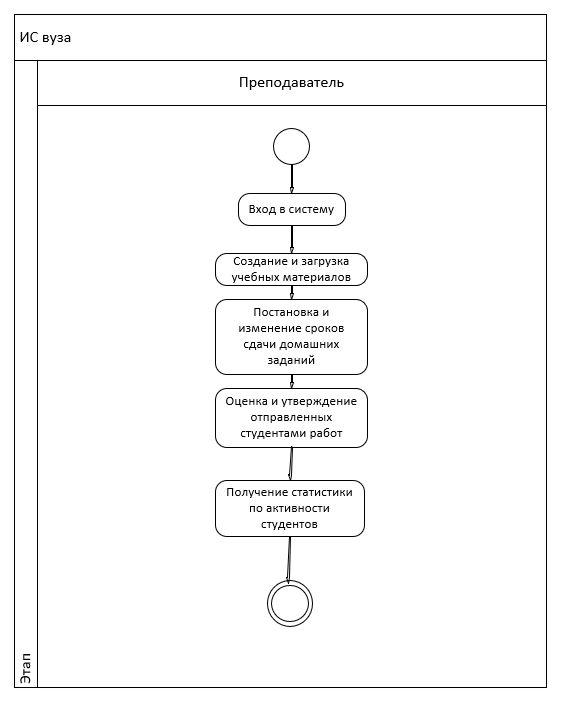 ИС вуза
Преподаватель
Вход в систему
Создание и загрузка
учебных материалов
Постановка и
изменение сроков
сдачи домашних
заданий
Оценка и утверждение
отправленных
студентами работ
Получение статистики
по активности
студентов
Этап